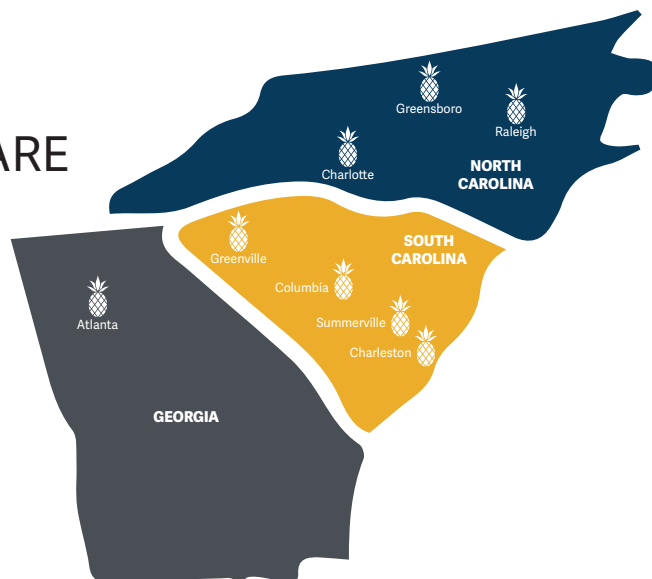 ARE
Greensboro
Raleigh
Charlotte
NORTH
CAROLINA
Greenville
SOUTH
CAROLINA
Columbia
Summerville
Charleston
Atlanta
GEORGIA